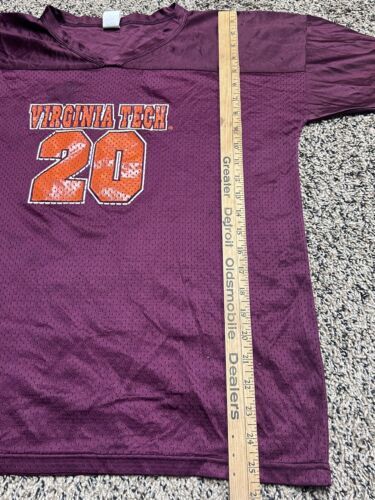 VIRGINIA TECH
20
Greater Detroit Oldsmobile Dealers